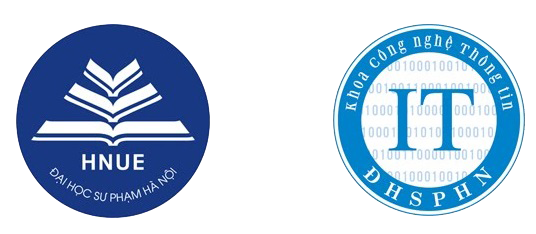 HNUE
ĐẠI HỌC SƯ PHẠM HÀ NỘI
Khoa Công nghệ Thông tin
IT
ĐHSPHN